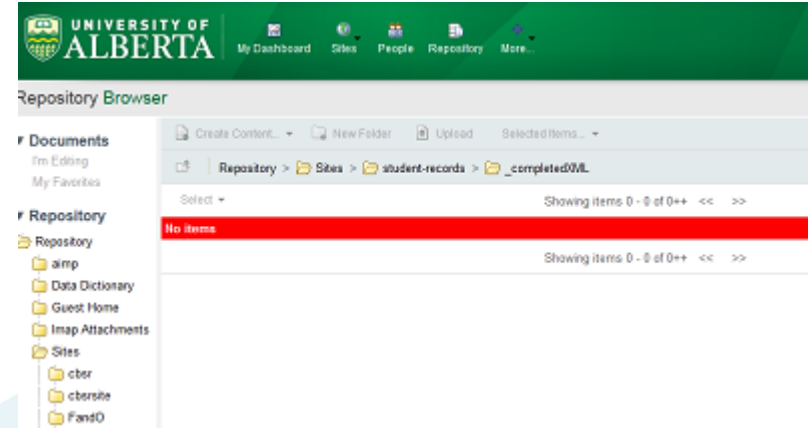 UNIVERSITY OF
ALBERTA
My Dashboard Sites People Repository More...
Repository Browser
Documents
I'm Editing
My Favorites
Repository
Repository
aimp
Data Dictionary
Guest Home
Imap Attachments
Sites
cbsr
cbsrsite
FandO
Create Content... New Folder Upload Selected Items...
Repository > Sites > student-records > _completedXML
Select Showing items 0 - 0 of 0++ << >>
No items
Showing items 0 - 0 of 0++ << >>